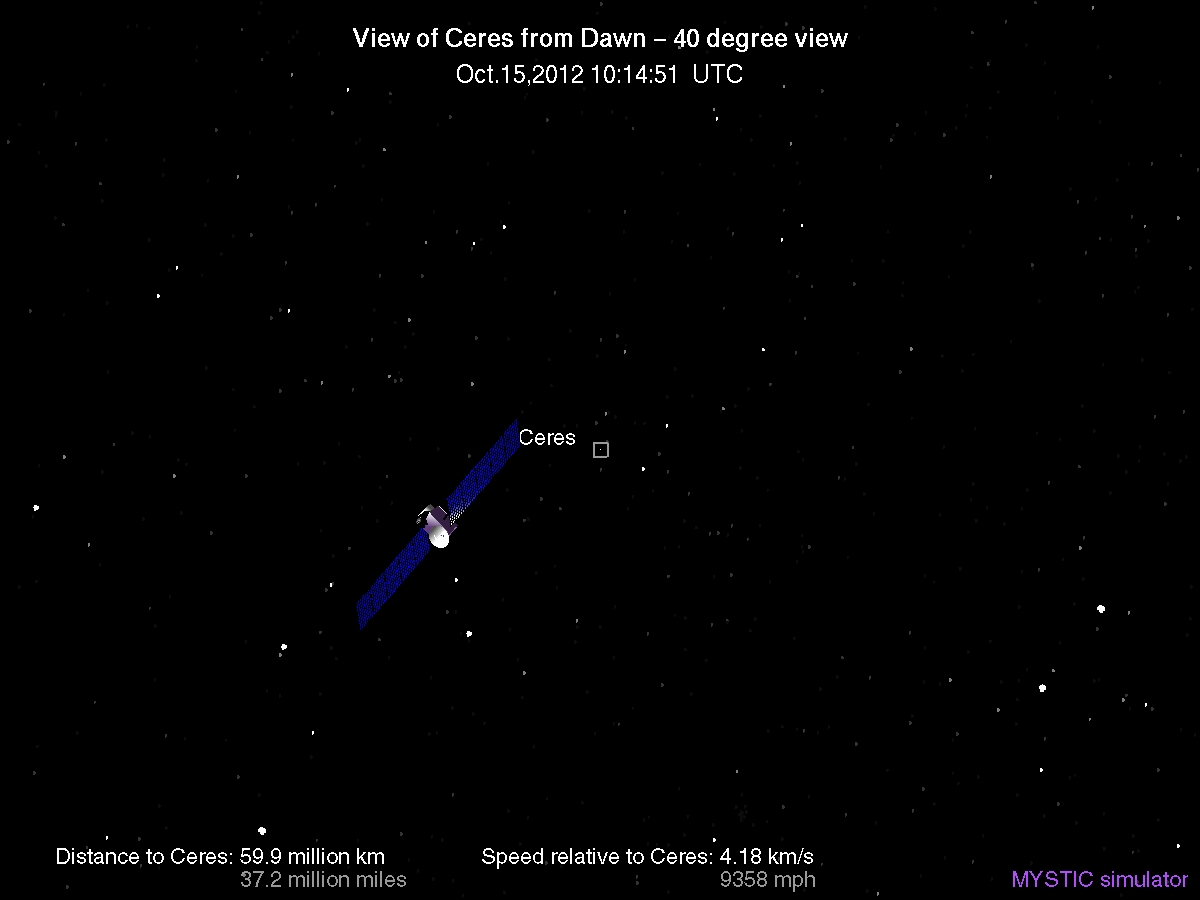 View of Ceres from Dawn – 40 degree view
Oct.15,2012 10:14:51 UTC
Ceres
Distance to Ceres: 59.9 million km
37.2 million miles
Speed relative to Ceres: 4.18 km/s
9358 mph
MYSTIC simulator